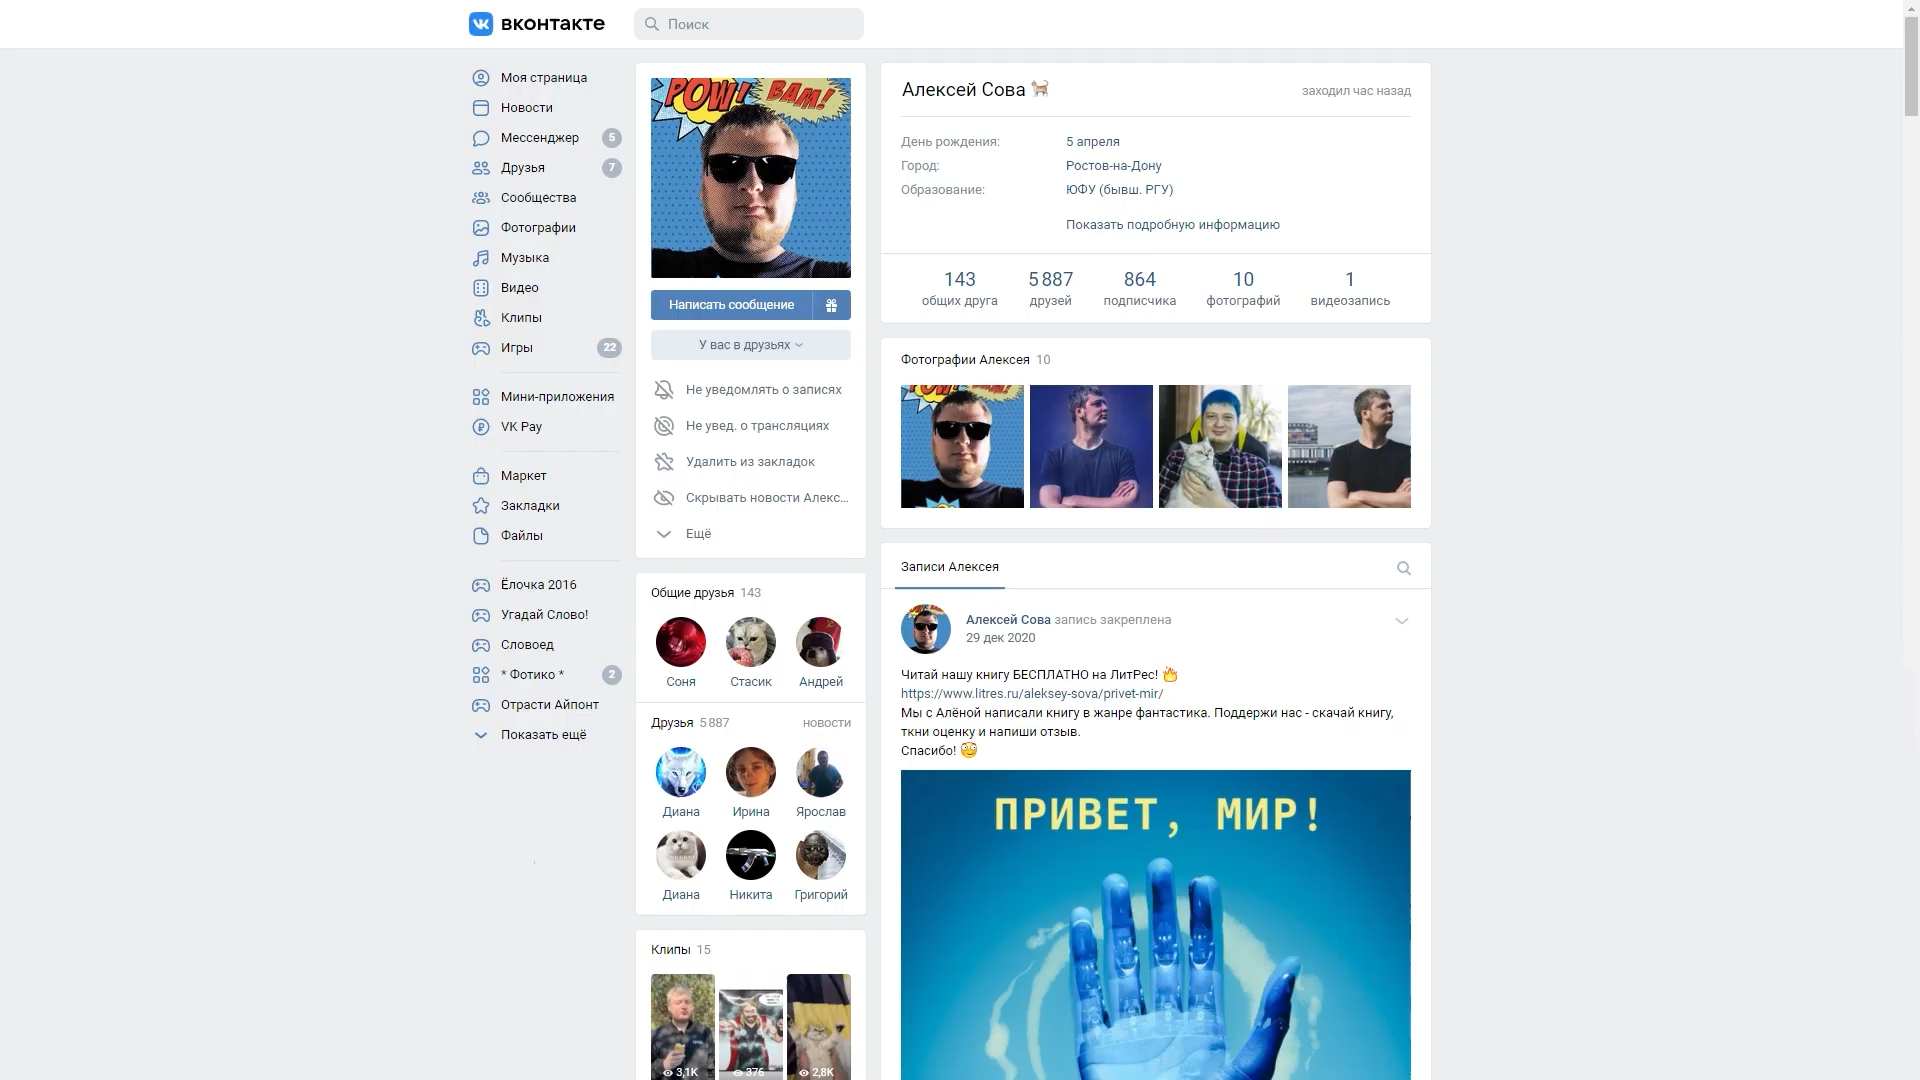 вконтакте
Поиск
Моя страница
Новости
Мессенджер 5
Друзья 7
Сообщества
Фотографии
Музыка
Видео
Клипы
Игры 22
Мини-приложения
VK Pay
Маркет
Закладки
Файлы
Ёлочка 2016
Угадай Слово!
Словоед
* Фотико * 2
Отрасти Айпонт
Показать ещё
POW! BAM!
Написать сообщение
У вас в друзьях
Не уведомлять о записях
Не увед. о трансляциях
Удалить из закладок
Скрывать новости Алекс...
Ещё
Общие друзья 143
Соня Стасик Андрей
Друзья 5 887 новости
Диана Ирина Ярослав
Диана Никита Григорий
Клипы 15
3,1K 376 2,8K
Алексей Сова заходил час назад
День рождения: 5 апреля
Город: Ростов-на-Дону
Образование: ЮФУ (бывш. РГУ)
Показать подробную информацию
143 5 887 864 10 1
общих друга друзей подписчика фотографий видеозапись
Фотографии Алексея 10
Записи Алексея
Алексей Сова запись закреплена
29 дек 2020
Читай нашу книгу БЕСПЛАТНО на ЛитРес!
https://www.litres.ru/aleksey-sova/privet-mir/
Мы с Алёной написали книгу в жанре фантастика. Поддержи нас - скачай книгу,
ткни оценку и напиши отзыв.
Спасибо!
ПРИВЕТ, МИР!